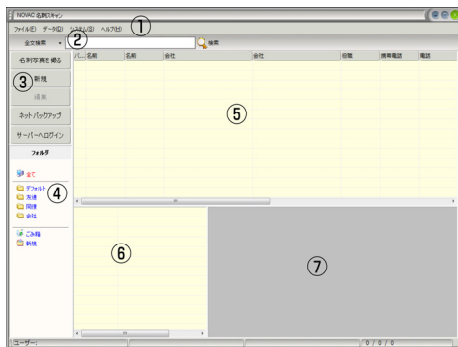 NOVAC 名刺スキャン
ファイル(F) データ(D) システム(S) ヘルプ(H) ①
全文検索 ② 検索
名刺写真を撮る
バ... 名前 名前 会社 会社 役職 携帯電話 電話
③ 新規
編集
ネットバックアップ
サーバーへログイン
フォルダ
⑤
全て
デフォルト
友達
同僚
会社
④
ごみ箱
新規
⑥
⑦
ユーザー:
0 / 0 / 0